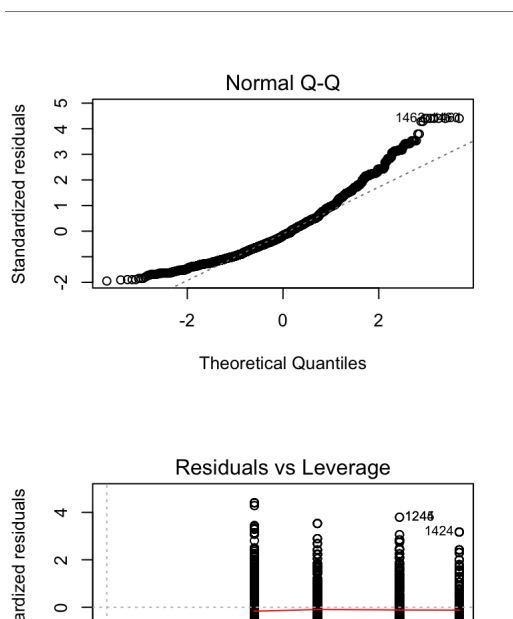 Normal Q-Q
Standardized residuals
5
4
3
2
1
0
-2
-2 0 2
Theoretical Quantiles
Residuals vs Leverage
ardized residuals
4
2
0
1245
1424